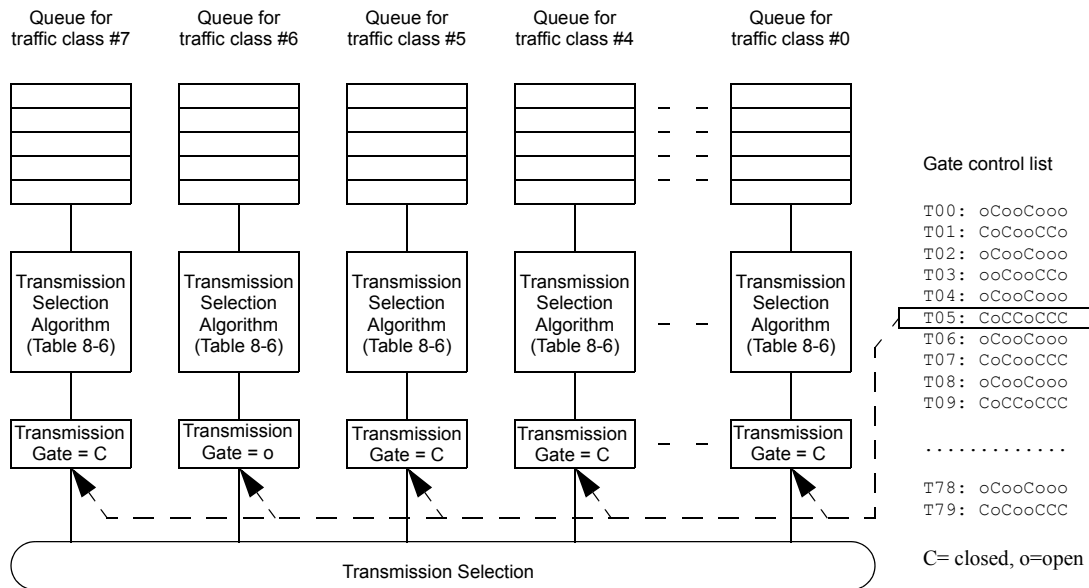 Queue for
traffic class #7
Queue for
traffic class #6
Queue for
traffic class #5
Queue for
traffic class #4
Queue for
traffic class #0
Transmission
Selection
Algorithm
(Table 8-6)
Transmission
Selection
Algorithm
(Table 8-6)
Transmission
Selection
Algorithm
(Table 8-6)
Transmission
Selection
Algorithm
(Table 8-6)
Transmission
Selection
Algorithm
(Table 8-6)
Transmission
Gate = C
Transmission
Gate = o
Transmission
Gate = C
Transmission
Gate = C
Transmission
Gate = C
Transmission Selection
Gate control list
T00: oCooCooo
T01: CoCooCCo
T02: oCooCooo
T03: ooCooCCo
T04: oCooCooo
T05: CoCCoCCC
T06: oCooCooo
T07: CoCooCCC
T08: oCooCooo
T09: CoCCoCCC
. . . . . . . . . . . . .
T78: oCooCooo
T79: CoCooCCC
C= closed, o=open